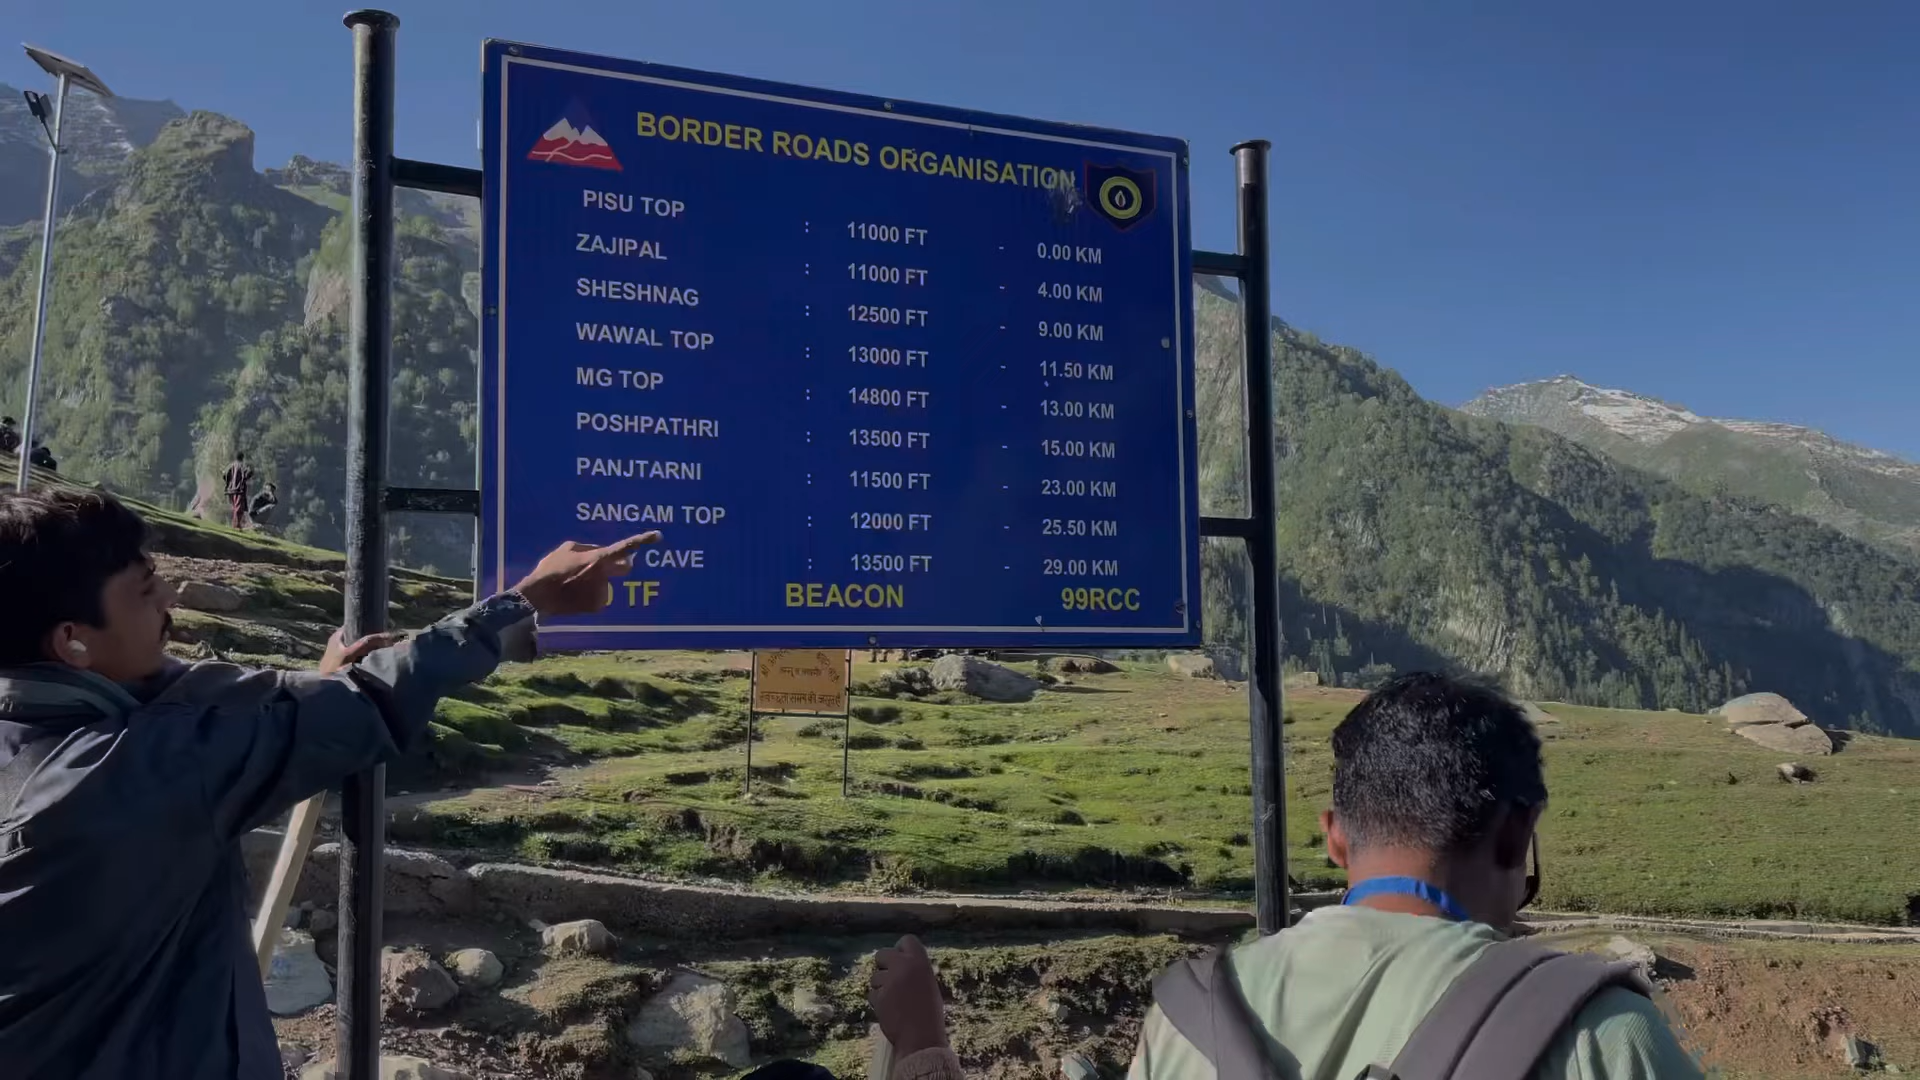 BORDER ROADS ORGANISATION
PISU TOP : 11000 FT - 0.00 KM
ZAJIPAL : 11000 FT - 4.00 KM
SHESHNAG : 12500 FT - 9.00 KM
WAWAL TOP : 13000 FT - 11.50 KM
MG TOP : 14800 FT - 13.00 KM
POSHPATHRI : 13500 FT - 15.00 KM
PANJTARNI : 11500 FT - 23.00 KM
SANGAM TOP : 12000 FT - 25.50 KM
CAVE : 13500 FT - 29.00 KM
TF BEACON 99RCC